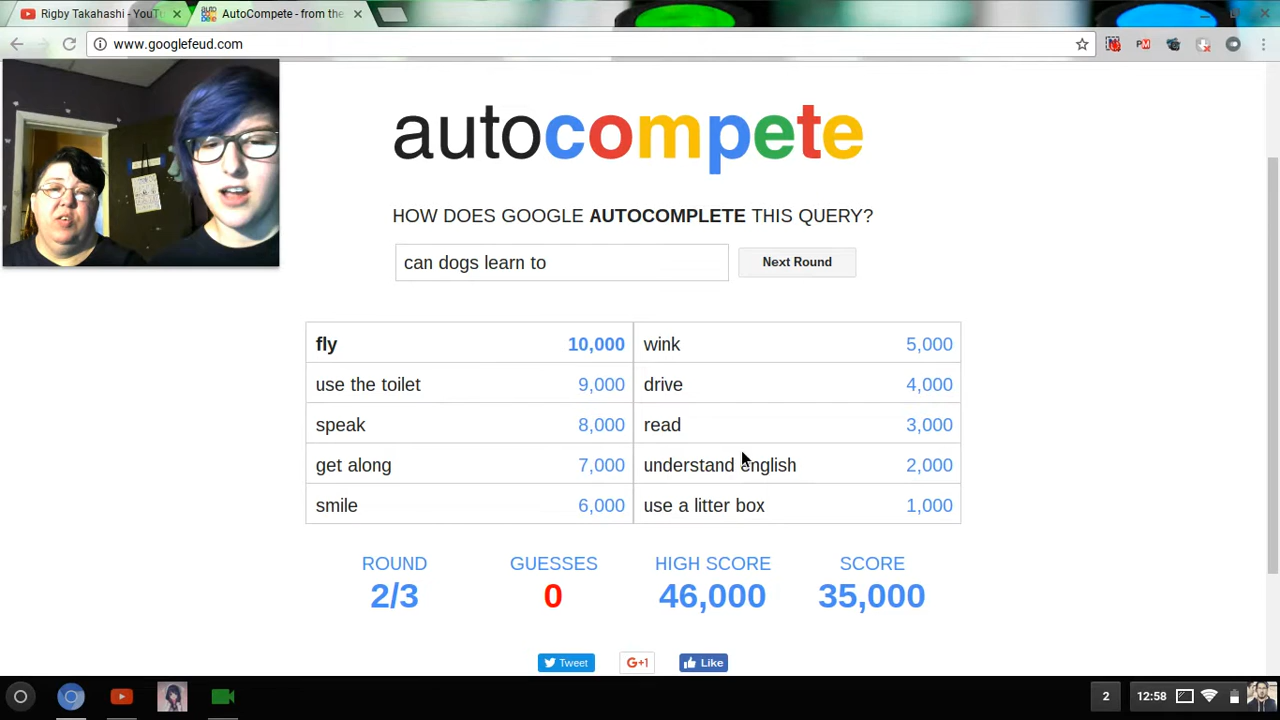 Rigby Takahashi - YouTu
AutoCompete - from the
www.googlefeud.com
autocompete
HOW DOES GOOGLE AUTOCOMPLETE THIS QUERY?
can dogs learn to
Next Round
fly 10,000 wink 5,000
use the toilet 9,000 drive 4,000
speak 8,000 read 3,000
get along 7,000 understand english 2,000
smile 6,000 use a litter box 1,000
ROUND GUESSES HIGH SCORE SCORE
2/3 0 46,000 35,000
Tweet G+1 Like
2 12:58